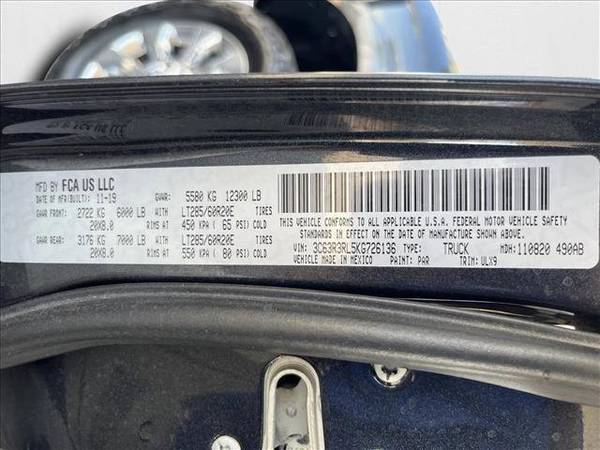 MFD BY FCA US LLC
DATE OF MFR(BUILT): 11-19 GVWR: 5580 KG 12300 LB
GAWR FRONT: 2722 KG 6000 LB WITH LT285/60R20E TIRES
20X8.0 RIMS AT 450 KPA ( 65 PSI) COLD
GAWR REAR: 3176 KG 7000 LB WITH LT285/60R20E TIRES
20X8.0 RIMS AT 550 KPA ( 80 PSI) COLD
THIS VEHICLE CONFORMS TO ALL APPLICABLE U.S.A. FEDERAL MOTOR VEHICLE SAFETY
STANDARDS IN EFFECT ON THE DATE OF MANUFACTURE SHOWN ABOVE.
VIN: 3C63R3RL5KG726136 TYPE: TRUCK MDH: 110820 490AB
VEHICLE MADE IN MEXICO PAINT: PAR TRIM: VLX9